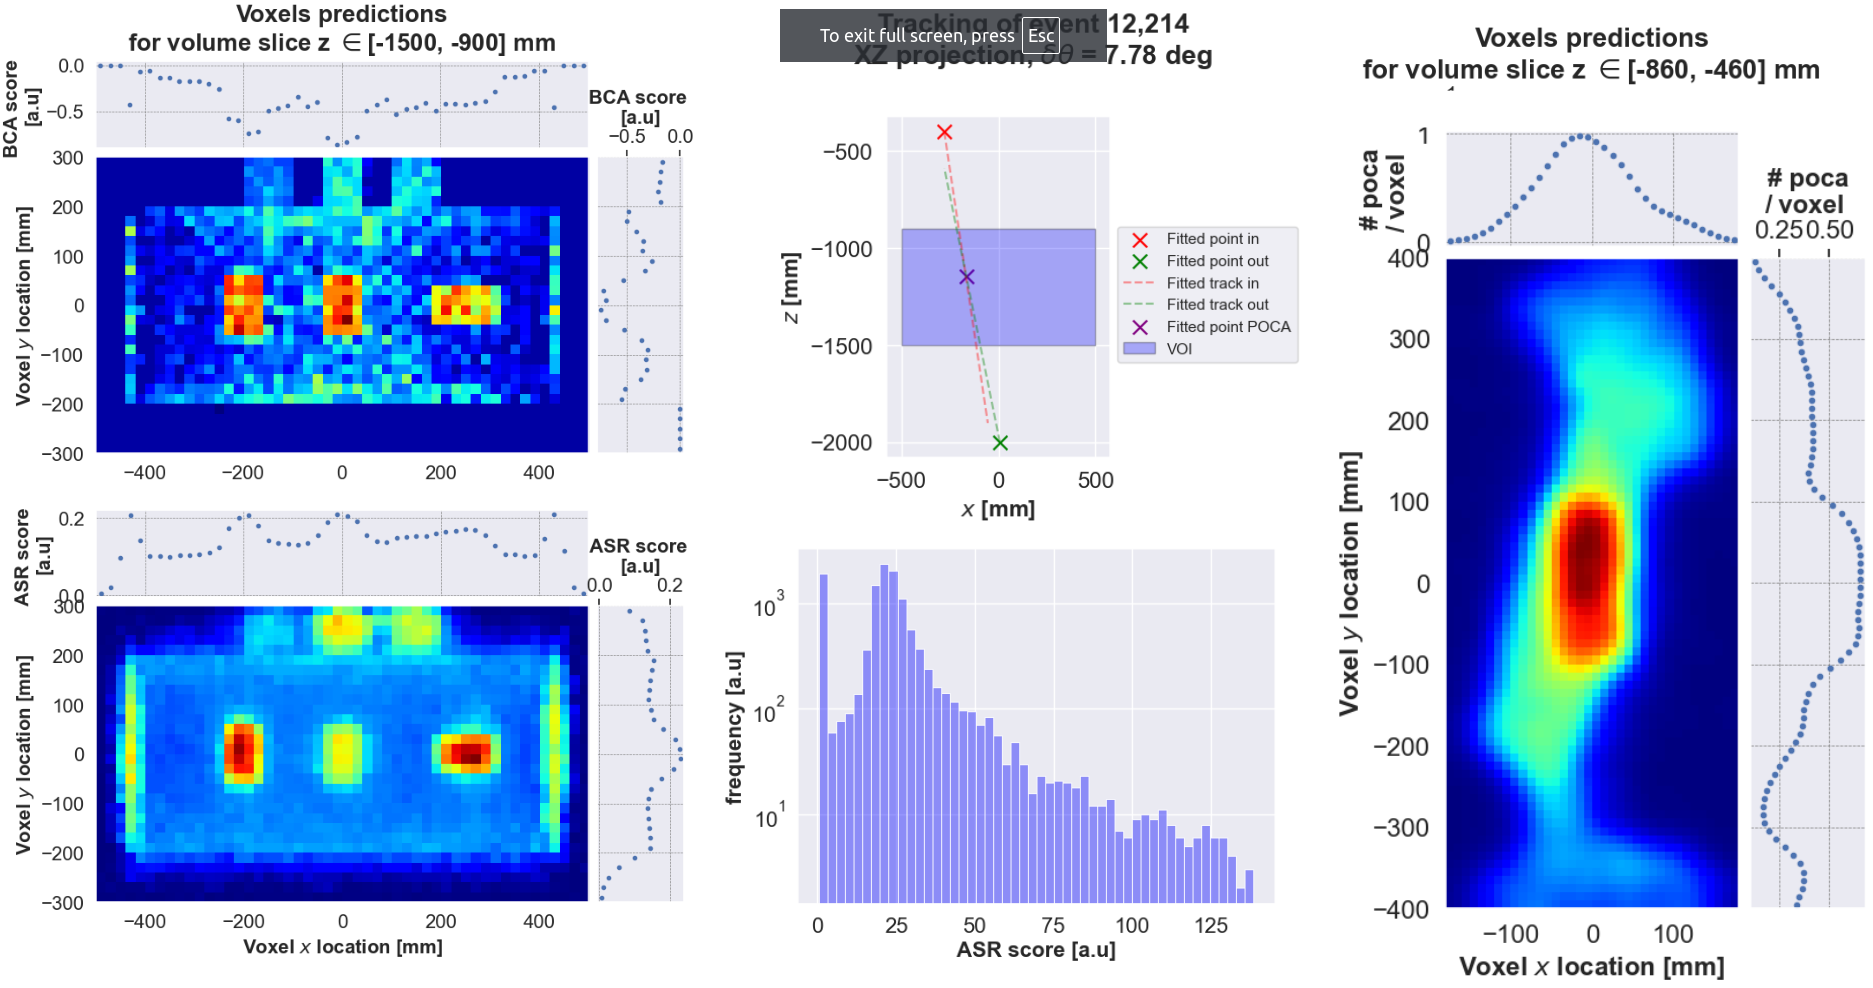 Voxels predictions
for volume slice z ∈ [-1500, -900] mm
BCA score
[a.u]
0.0
−0.5
BCA score
[a.u]
−0.5 0.0
300
200
100
0
−100
−200
−300
Voxel y location [mm]
−400 −200 0 200 400
ASR score
[a.u]
0.2
0.0
ASR score
[a.u]
0.0 0.2
300
200
100
0
−100
−200
−300
Voxel y location [mm]
−400 −200 0 200 400
Voxel x location [mm]
Tracking of event 12,214
XZ projection, δθ = 7.78 deg
To exit full screen, press Esc
−500
−1000
−1500
−2000
z [mm]
−500 0 500
x [mm]
Fitted point in
Fitted point out
Fitted track in
Fitted track out
Fitted point POCA
VOI
10³
10²
10¹
frequency [a.u]
0 25 50 75 100 125
ASR score [a.u]
Voxels predictions
for volume slice z ∈ [-860, -460] mm
# poca
/ voxel
1
0
# poca
/ voxel
0.25 0.50
400
300
200
100
0
−100
−200
−300
−400
Voxel y location [mm]
−100 0 100
Voxel x location [mm]